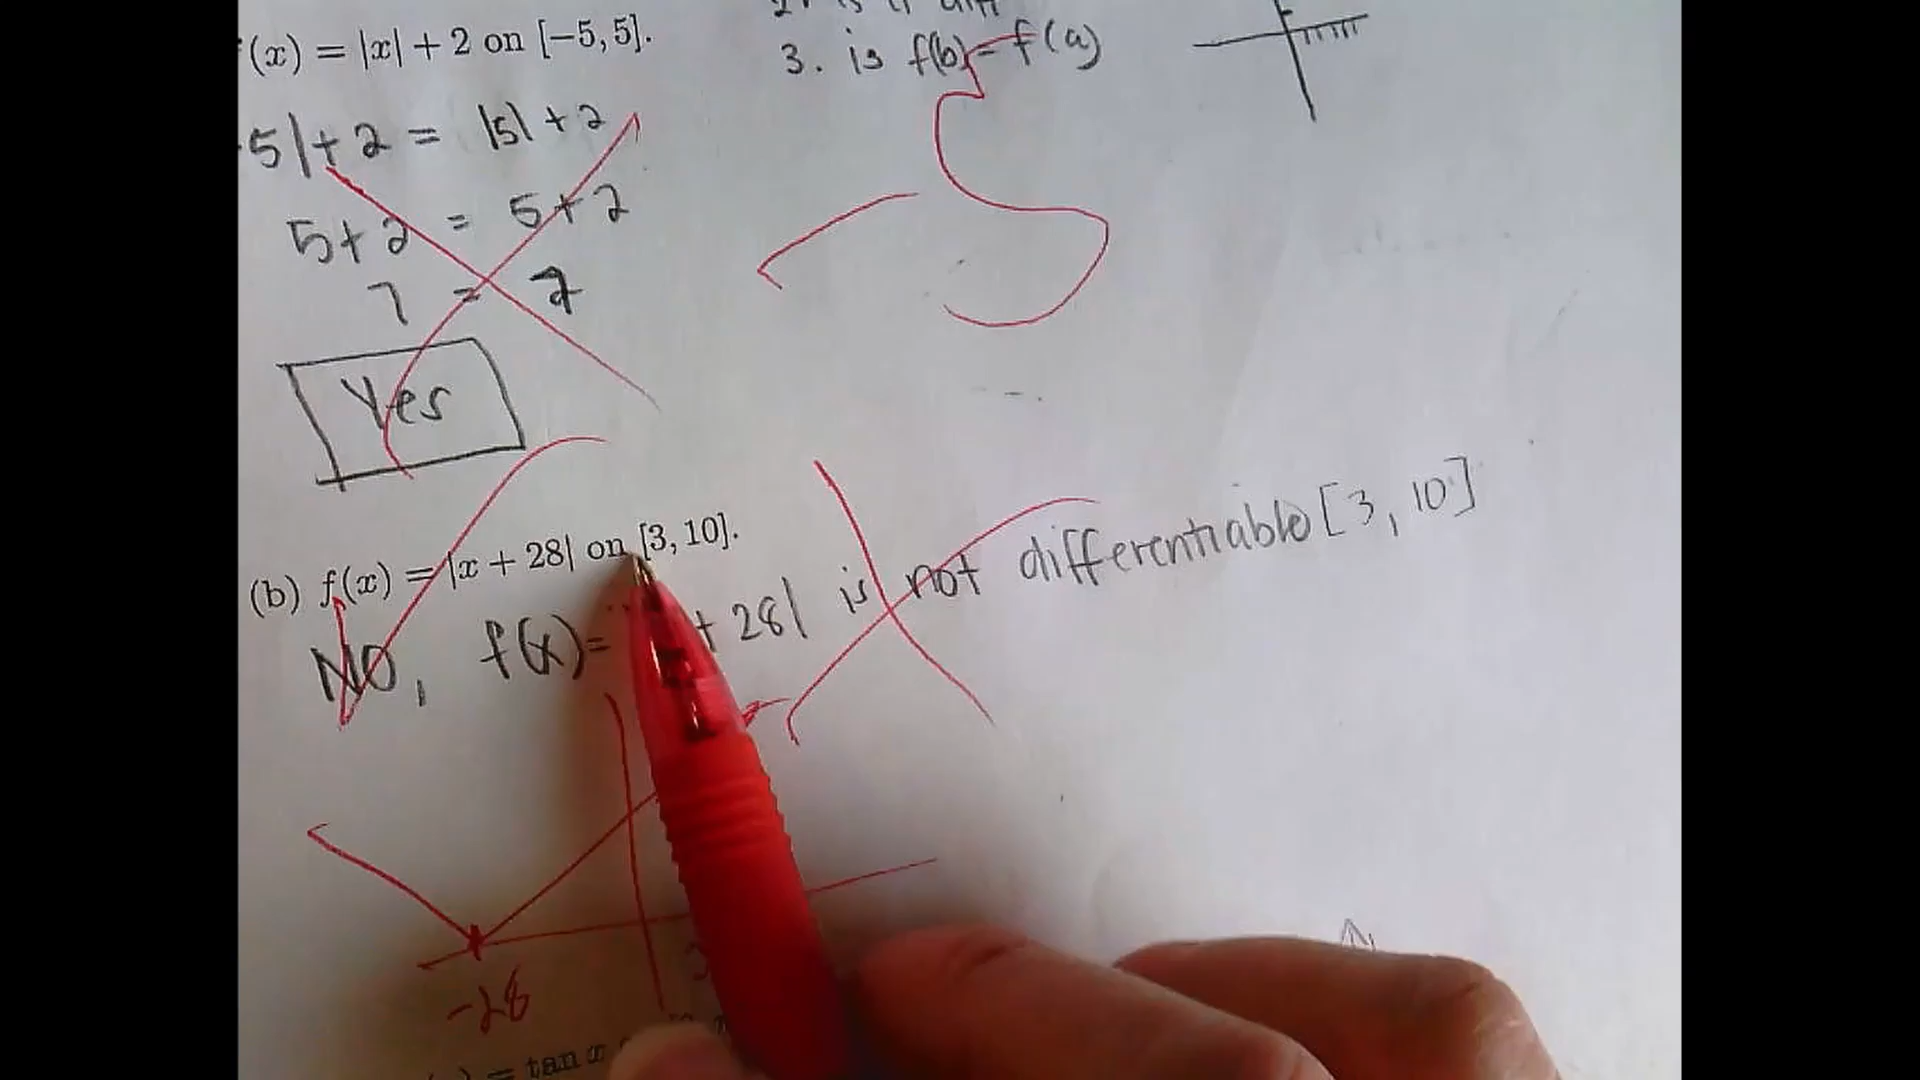 (x) = |x| + 2 on [−5, 5].
3. is f(b) = f(a)
5|+2 = |5| + 2
5+2 = 5+2
7 = 7
Yes
(b) f(x) = |x + 28| on [3, 10].
NO, f(x)= + 28| is not differentiable [3, 10]
-28
= tan x